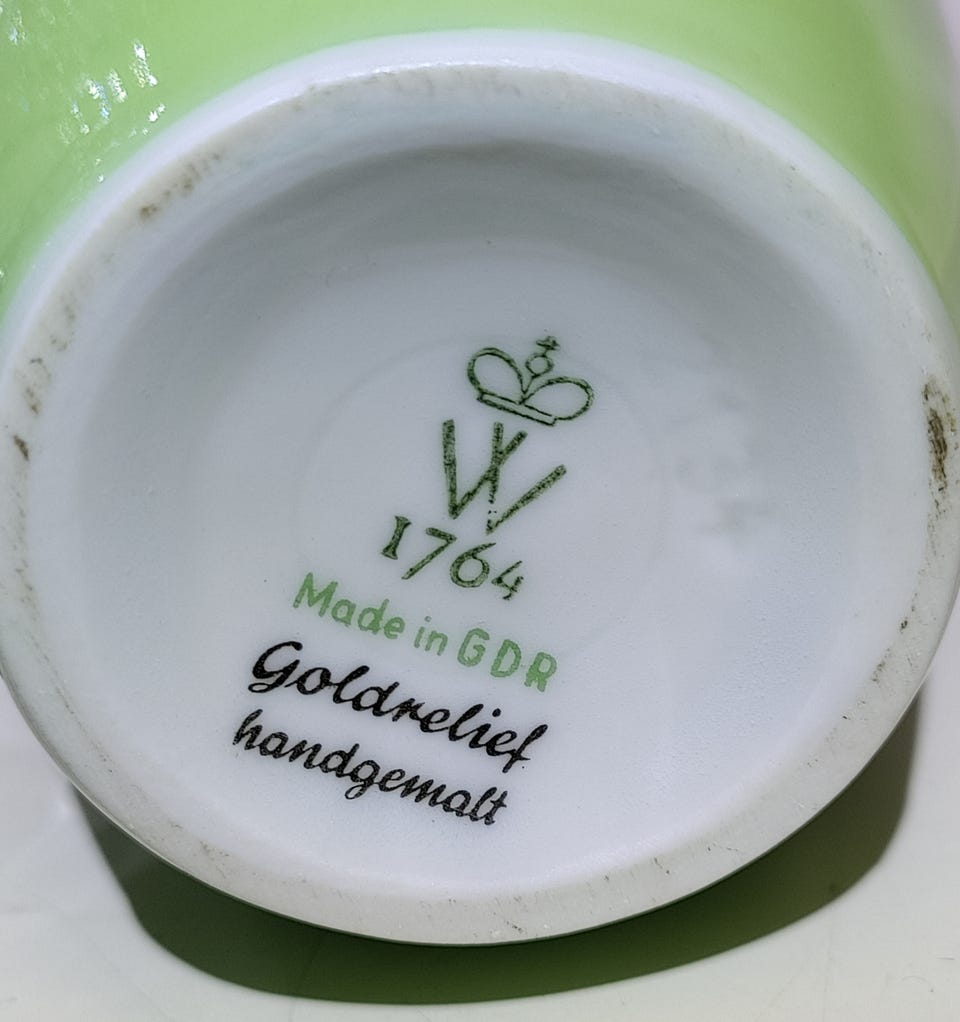 W
1764
Made in GDR
Goldrelief
handgemalt